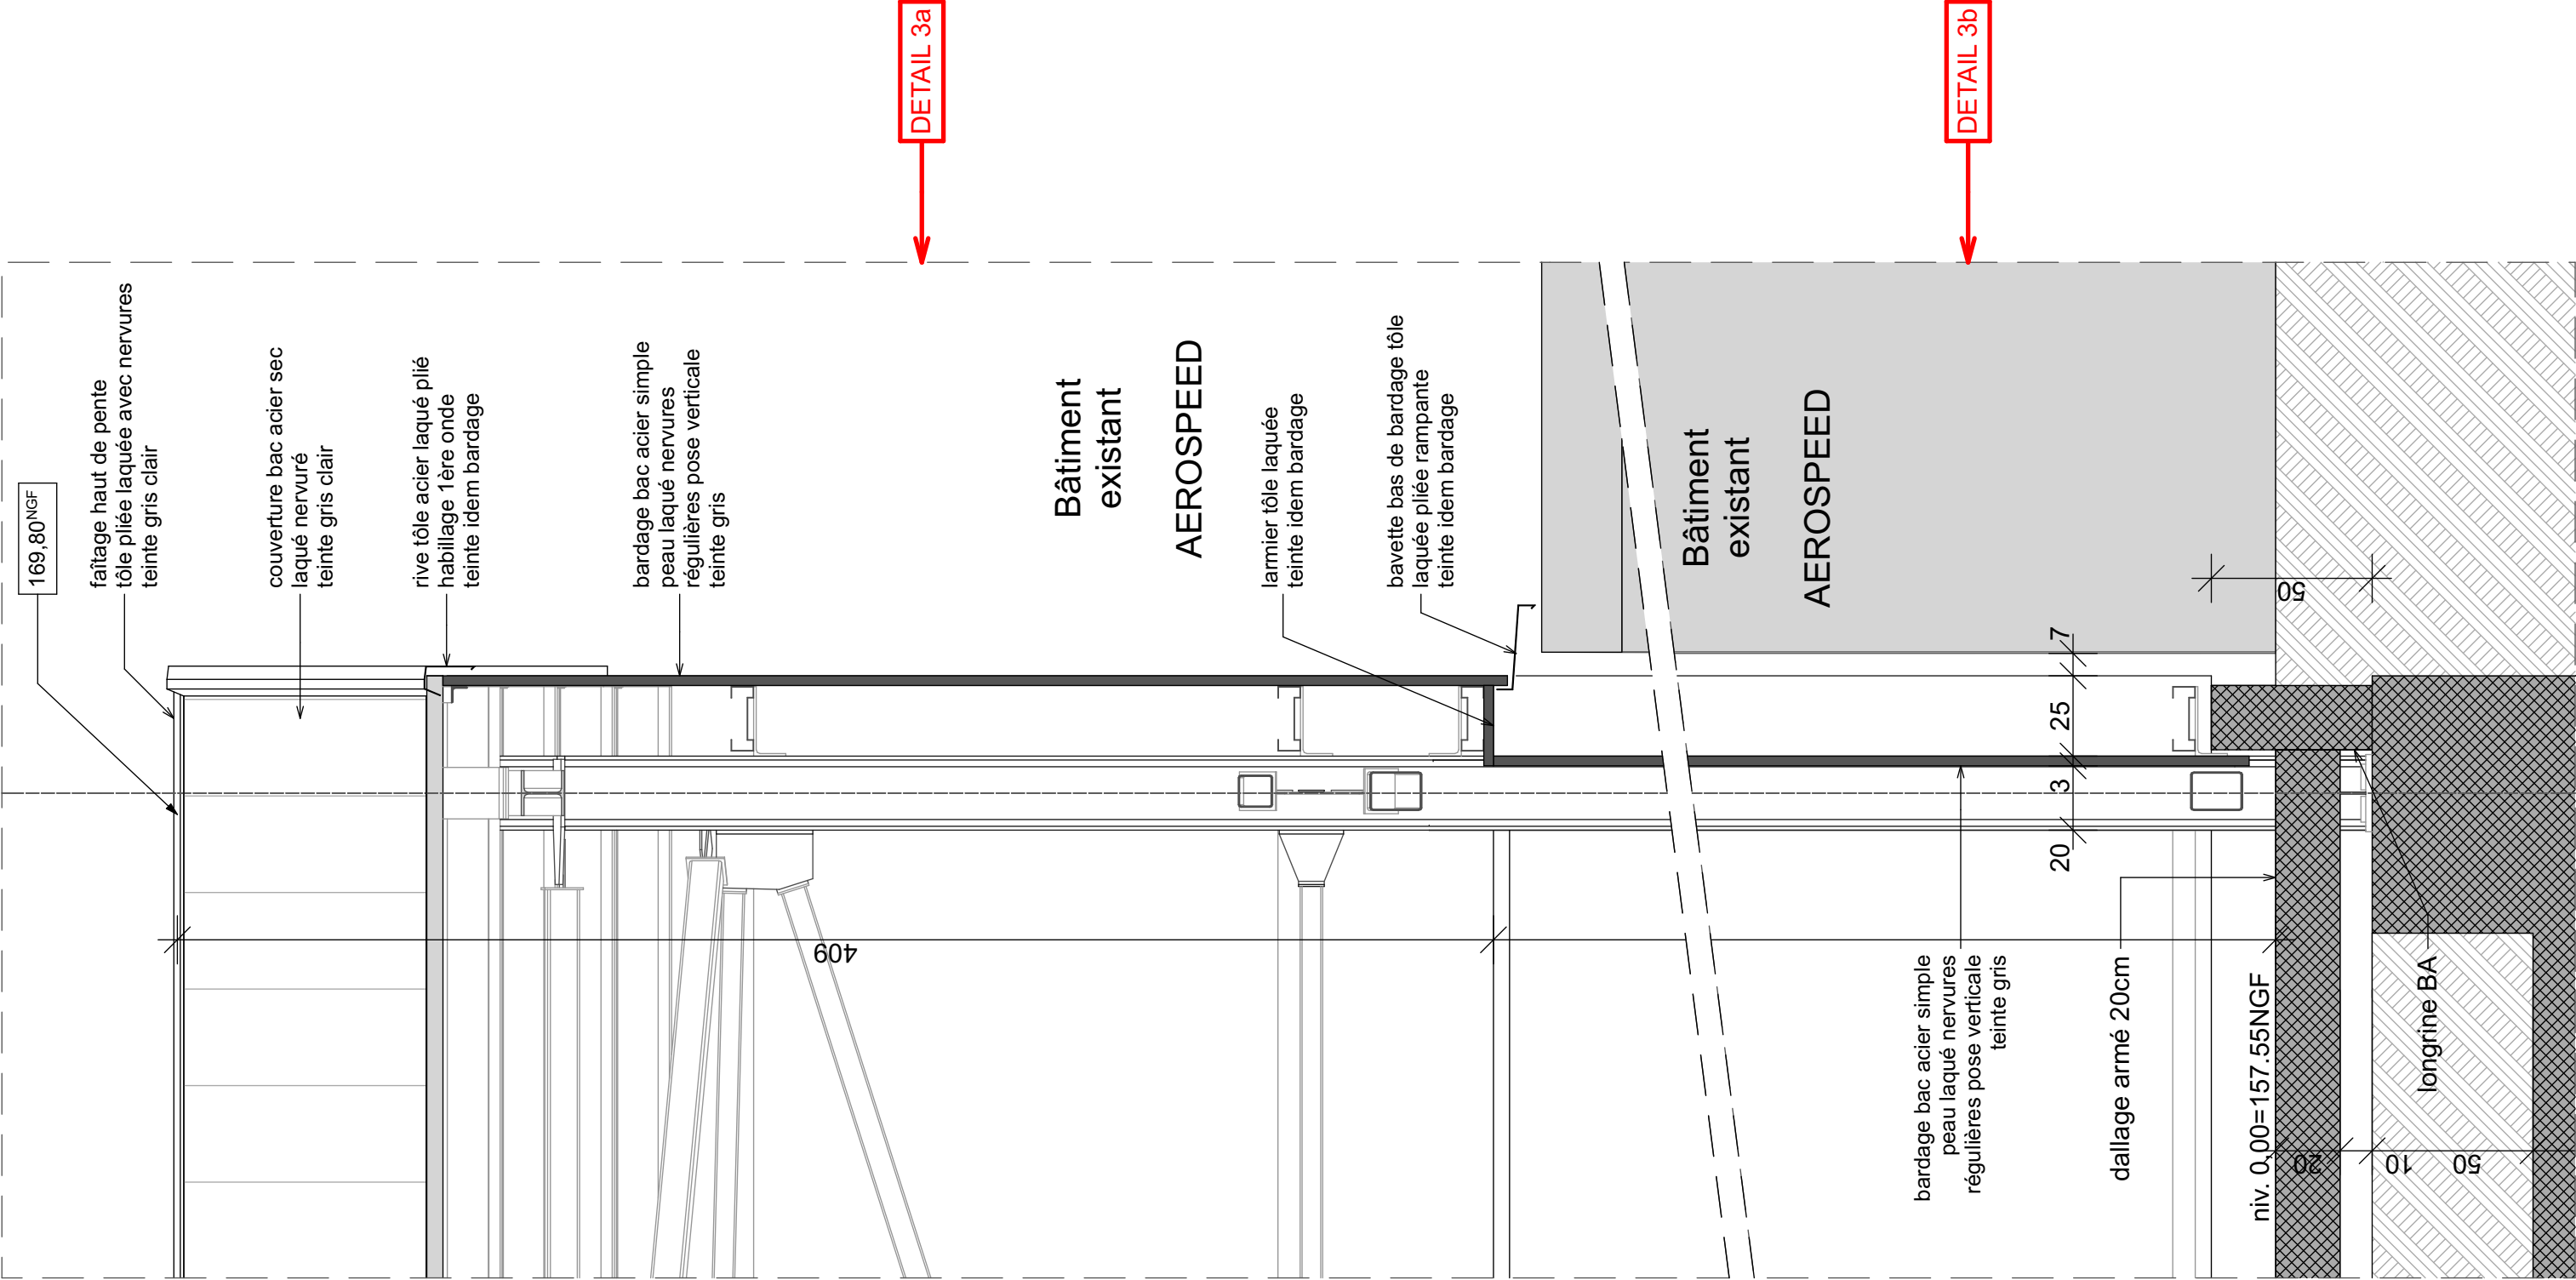 DETAIL 3a
DETAIL 3b
169,80NGF
faîtage haut de pente
tôle pliée laquée avec nervures
teinte gris clair
couverture bac acier sec
laqué nervuré
teinte gris clair
rive tôle acier laqué plié
habillage 1ère onde
teinte idem bardage
bardage bac acier simple
peau laqué nervures
régulières pose verticale
teinte gris
Bâtiment
existant
AEROSPEED
larmier tôle laquée
teinte idem bardage
bavette bas de bardage tôle
laquée pliée rampante
teinte idem bardage
Bâtiment
existant
AEROSPEED
50
7
25
3
20
409
bardage bac acier simple
peau laqué nervures
régulières pose verticale
teinte gris
dallage armé 20cm
niv. 0,00=157.55NGF
longrine BA
20
10
50